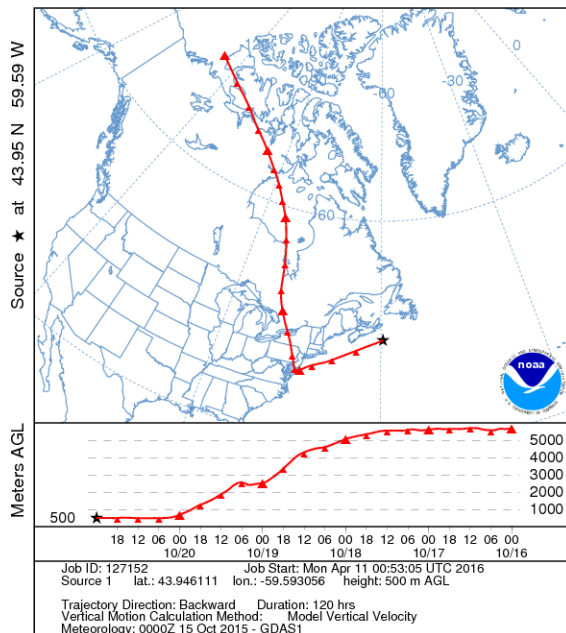 Source ★ at 43.95 N 59.59 W
0
-30
-60
60
noaa
Meters AGL
500
5000
4000
3000
2000
1000
18 12 06 00 18 12 06 00 18 12 06 00 18 12 06 00 18 12 06 00
10/20 10/19 10/18 10/17 10/16
Job ID: 127152 Job Start: Mon Apr 11 00:53:05 UTC 2016
Source 1 lat.: 43.946111 lon.: -59.593056 height: 500 m AGL
Trajectory Direction: Backward Duration: 120 hrs
Vertical Motion Calculation Method: Model Vertical Velocity
Meteorology: 0000Z 15 Oct 2015 - GDAS1